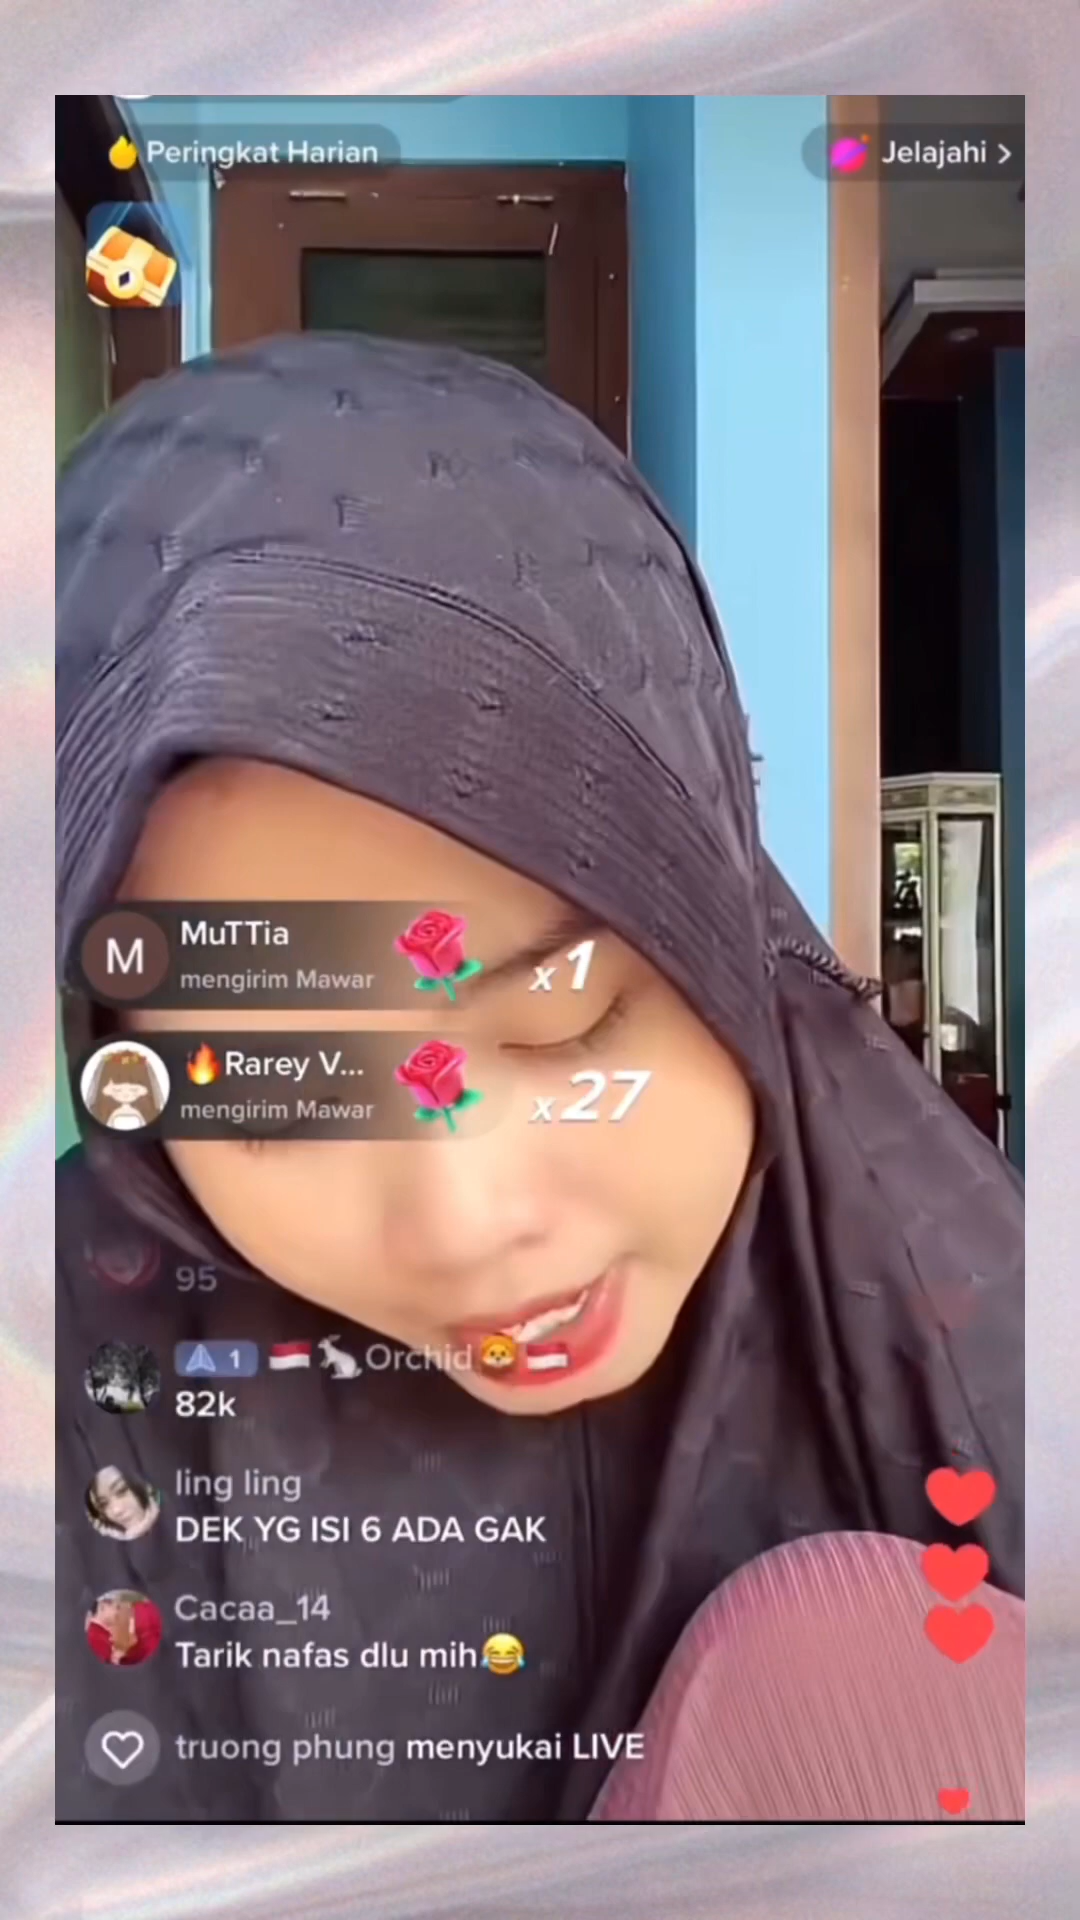 Peringkat Harian
Jelajahi >
M
MuTTia
mengirim Mawar
x1
Rarey V...
mengirim Mawar
x27
95
1
Orchid
82k
ling ling
DEK YG ISI 6 ADA GAK
Cacaa_14
Tarik nafas dlu mih
truong phung menyukai LIVE